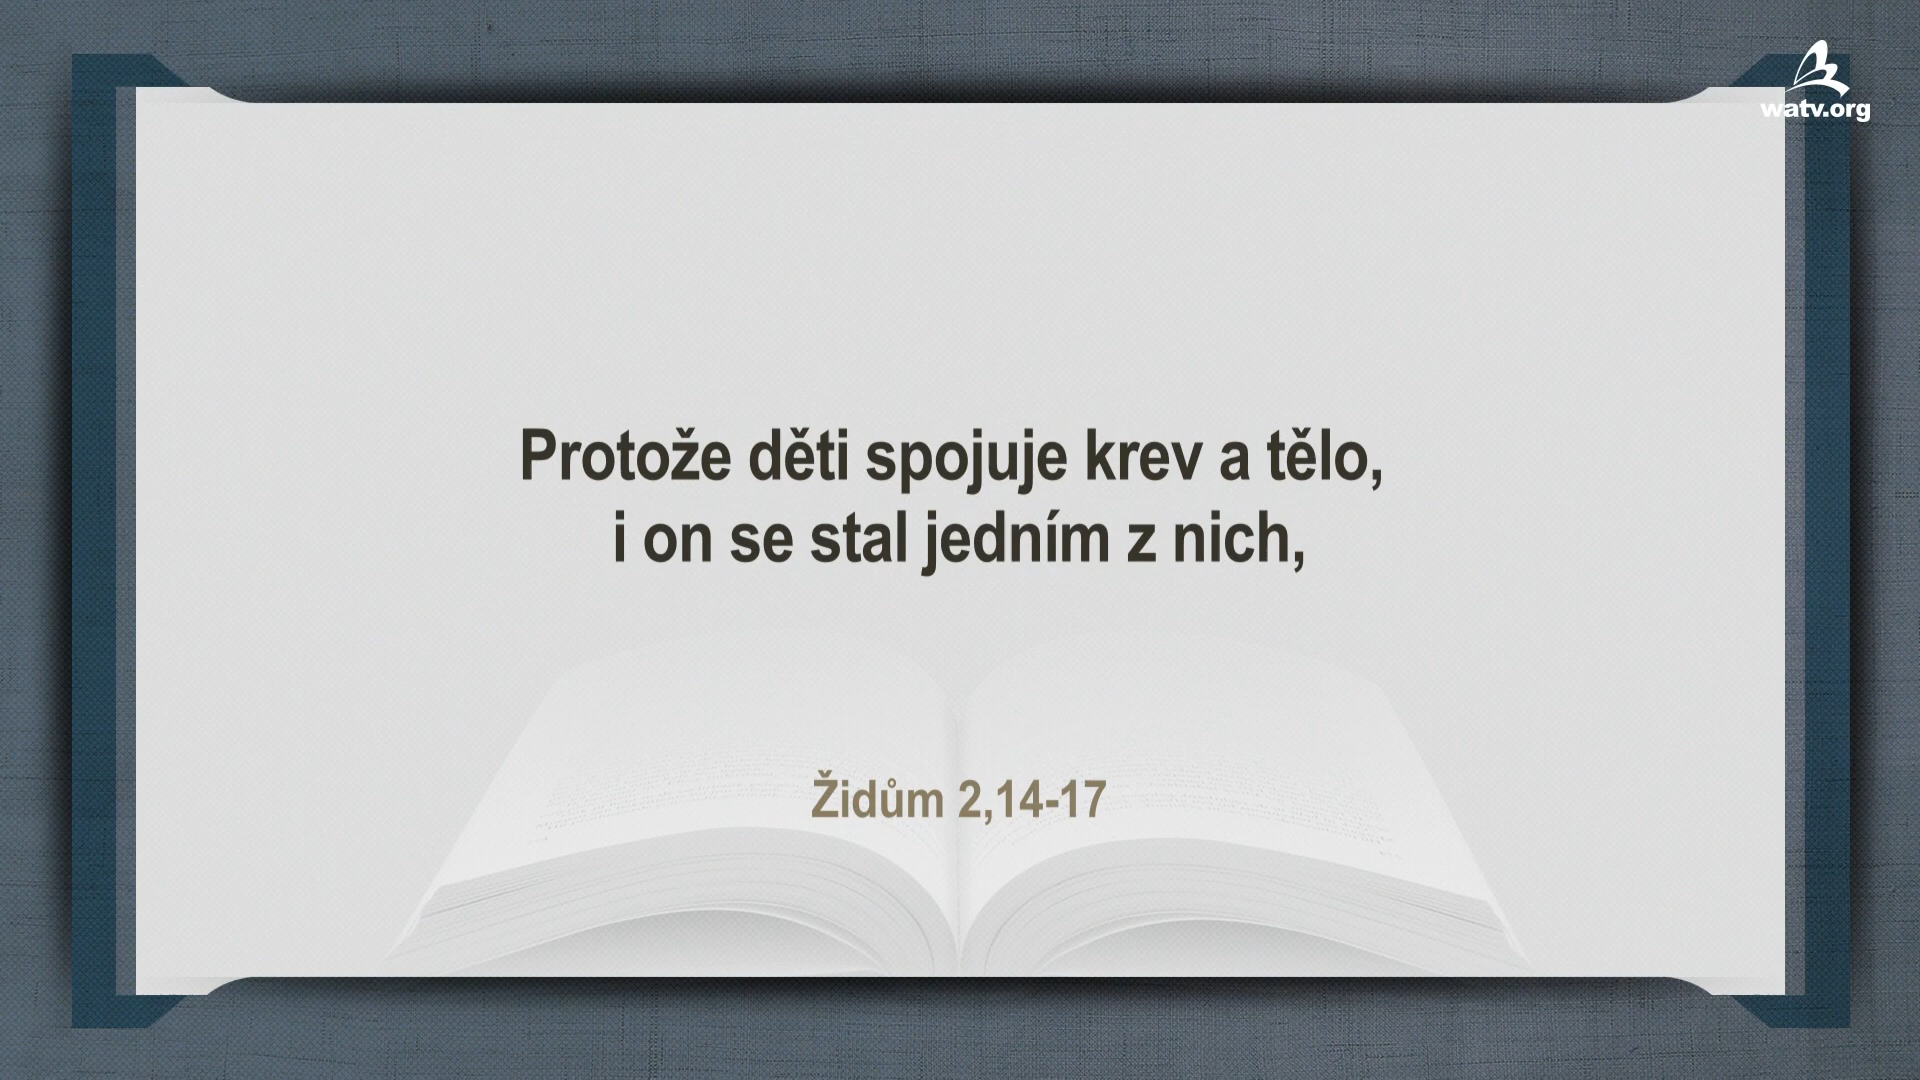 watv.org
Protože děti spojuje krev a tělo,
i on se stal jedním z nich,
Židům 2,14-17